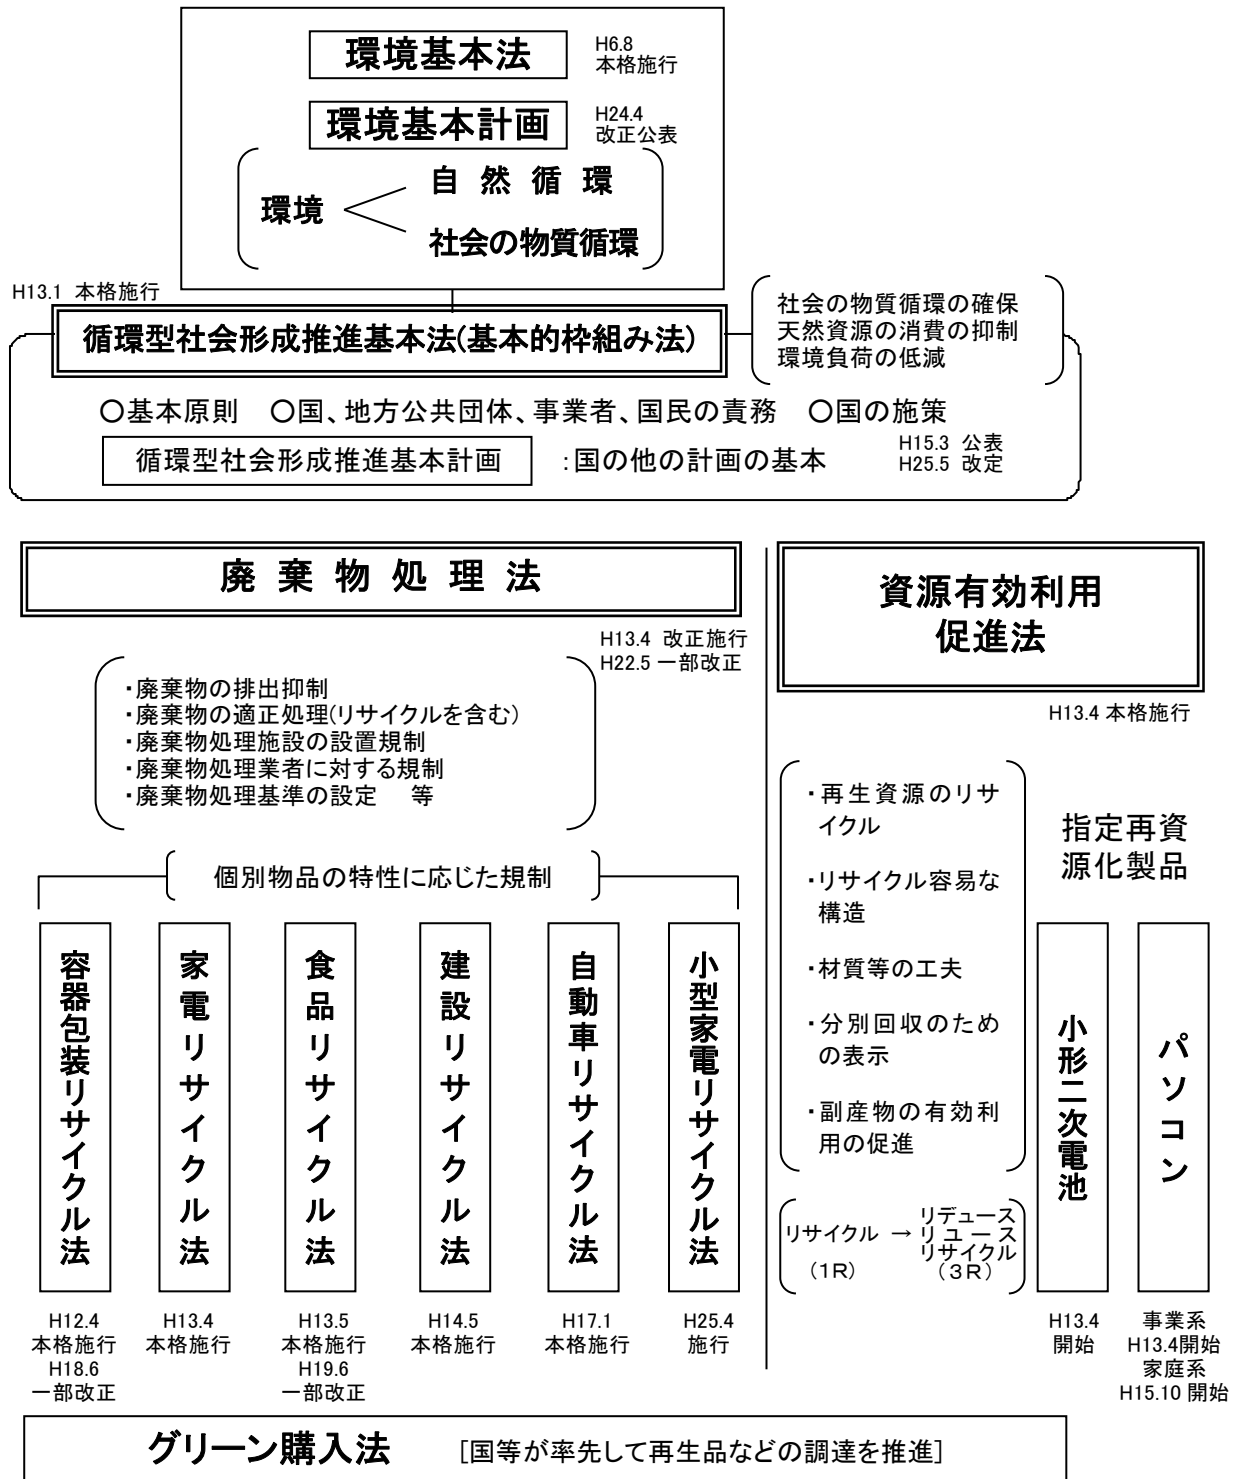 環境基本法
H6.8
本格施行
環境基本計画
H24.4
改正公表
自然循環
環境
社会の物質循環
H13.1 本格施行
循環型社会形成推進基本法(基本的枠組み法)
社会の物質循環の確保
天然資源の消費の抑制
環境負荷の低減
○基本原則 ○国、地方公共団体、事業者、国民の責務 ○国の施策
循環型社会形成推進基本計画
:国の他の計画の基本
H15.3 公表
H25.5 改定
廃棄物処理法
H13.4 改正施行
H22.5 一部改正
・廃棄物の排出抑制
・廃棄物の適正処理(リサイクルを含む)
・廃棄物処理施設の設置規制
・廃棄物処理業者に対する規制
・廃棄物処理基準の設定 等
個別物品の特性に応じた規制
容器包装リサイクル法
H12.4
本格施行
H18.6
一部改正
家電リサイクル法
H13.4
本格施行
食品リサイクル法
H13.5
本格施行
H19.6
一部改正
建設リサイクル法
H14.5
本格施行
自動車リサイクル法
H17.1
本格施行
小型家電リサイクル法
H25.4
施行
資源有効利用
促進法
H13.4 本格施行
・再生資源のリサ
イクル
・リサイクル容易な
構造
・材質等の工夫
・分別回収のため
の表示
・副産物の有効利
用の促進
リサイクル → リデュース
リユース
リサイクル
(1R) (3R)
指定再資
源化製品
小形二次電池
H13.4
開始
パソコン
事業系
H13.4開始
家庭系
H15.10 開始
グリーン購入法 [国等が率先して再生品などの調達を推進]